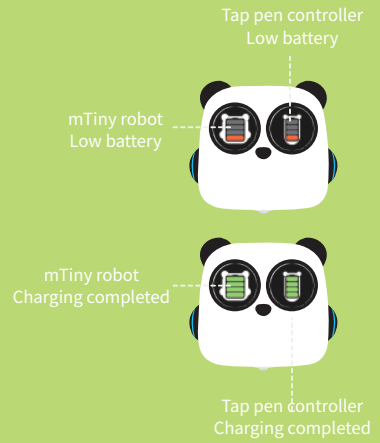 Tap pen controller
Low battery
mTiny robot
Low battery
mTiny robot
Charging completed
Tap pen controller
Charging completed